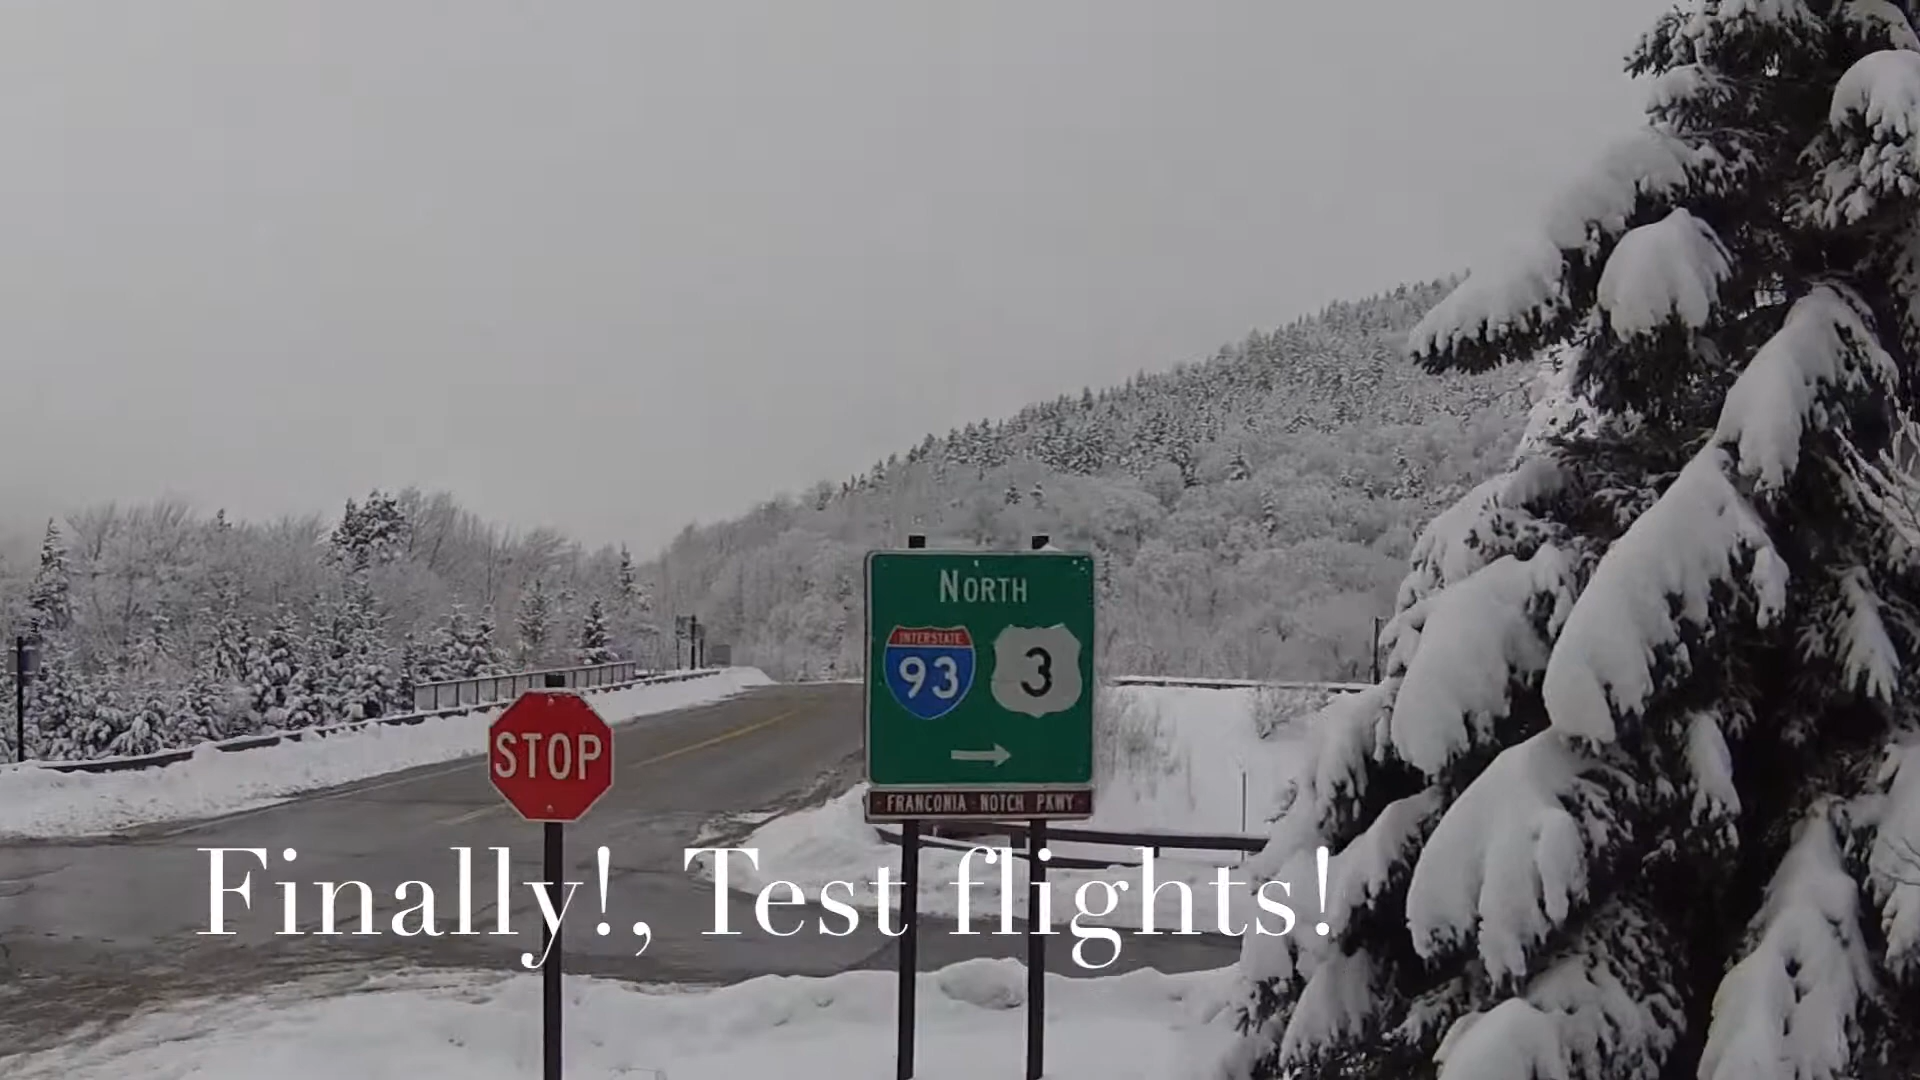 NORTH
INTERSTATE
93
3
STOP
FRANCONIA NOTCH PKWY
Finally!, Test flights!